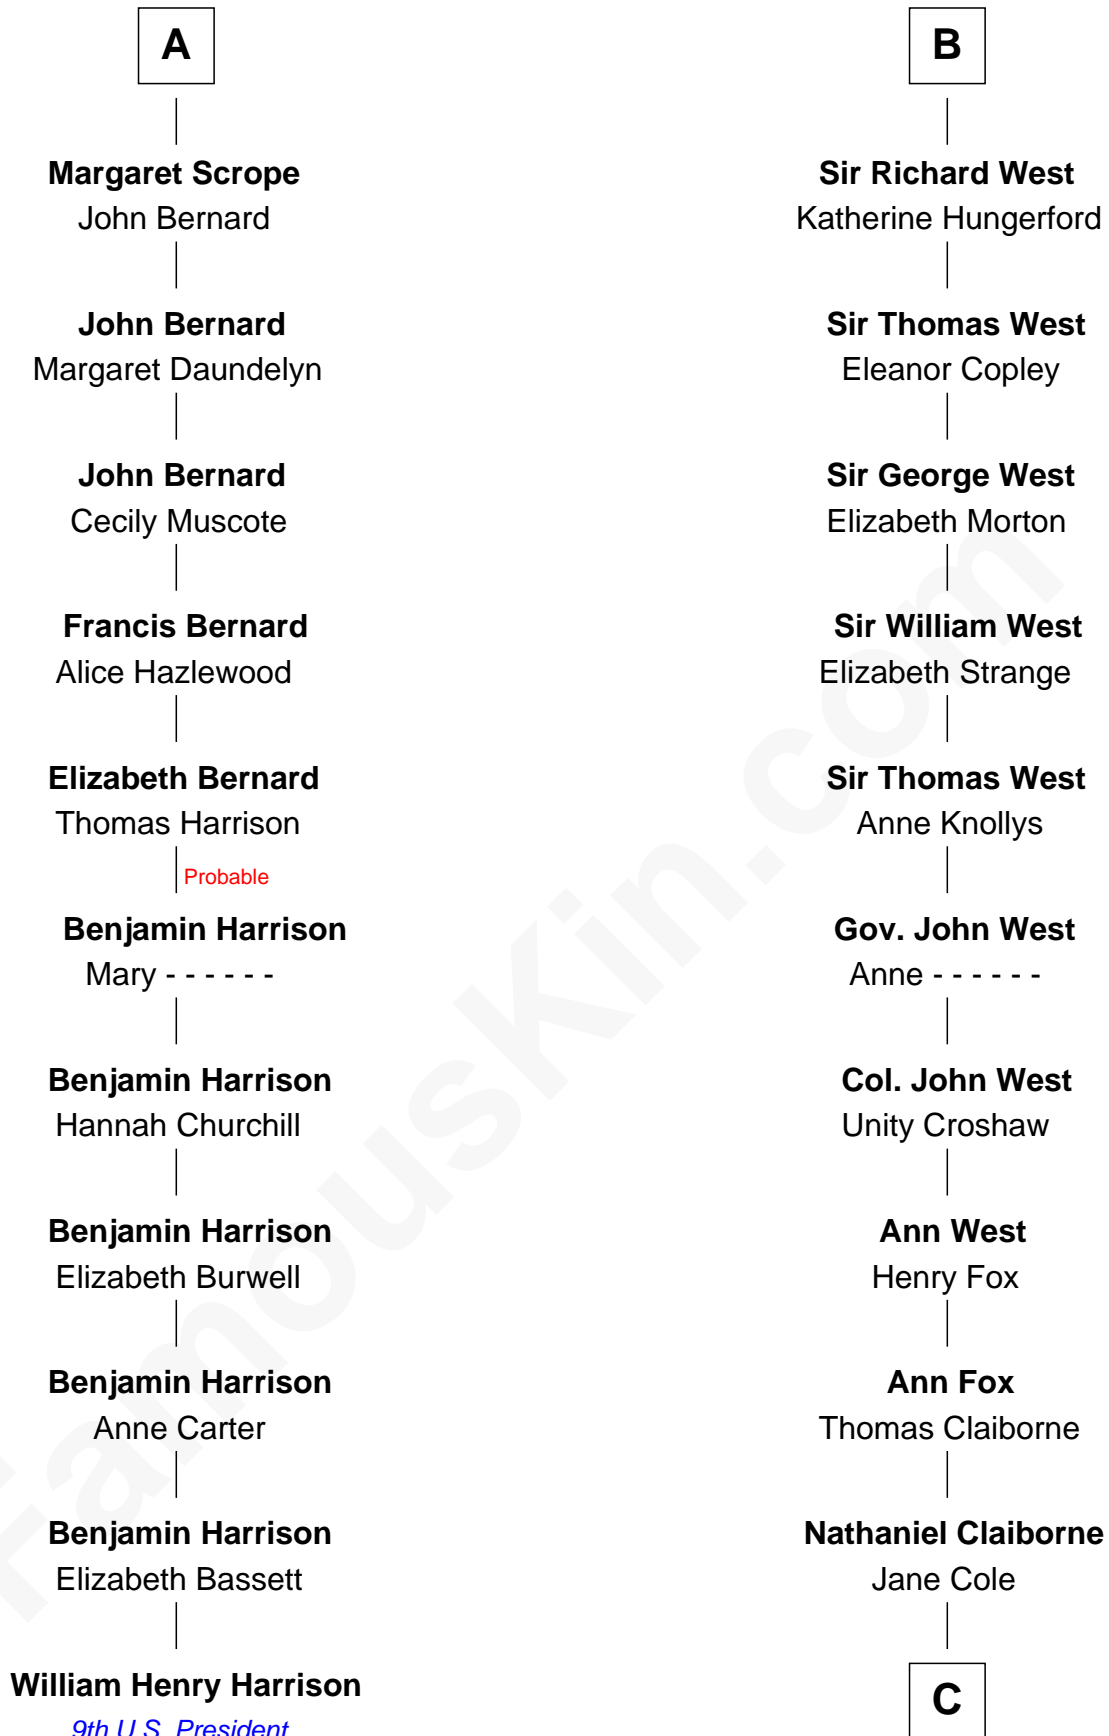 A
Margaret Scrope
John Bernard
John Bernard
Margaret Daundelyn
John Bernard
Cecily Muscote
Francis Bernard
Alice Hazlewood
Elizabeth Bernard
Thomas Harrison
Probable
Benjamin Harrison
Mary - - - - - -
Benjamin Harrison
Hannah Churchill
Benjamin Harrison
Elizabeth Burwell
Benjamin Harrison
Anne Carter
Benjamin Harrison
Elizabeth Bassett
William Henry Harrison
9th U.S. President
B
Sir Richard West
Katherine Hungerford
Sir Thomas West
Eleanor Copley
Sir George West
Elizabeth Morton
Sir William West
Elizabeth Strange
Sir Thomas West
Anne Knollys
Gov. John West
Anne - - - - - -
Col. John West
Unity Croshaw
Ann West
Henry Fox
Ann Fox
Thomas Claiborne
Nathaniel Claiborne
Jane Cole
C
FamousKin.com